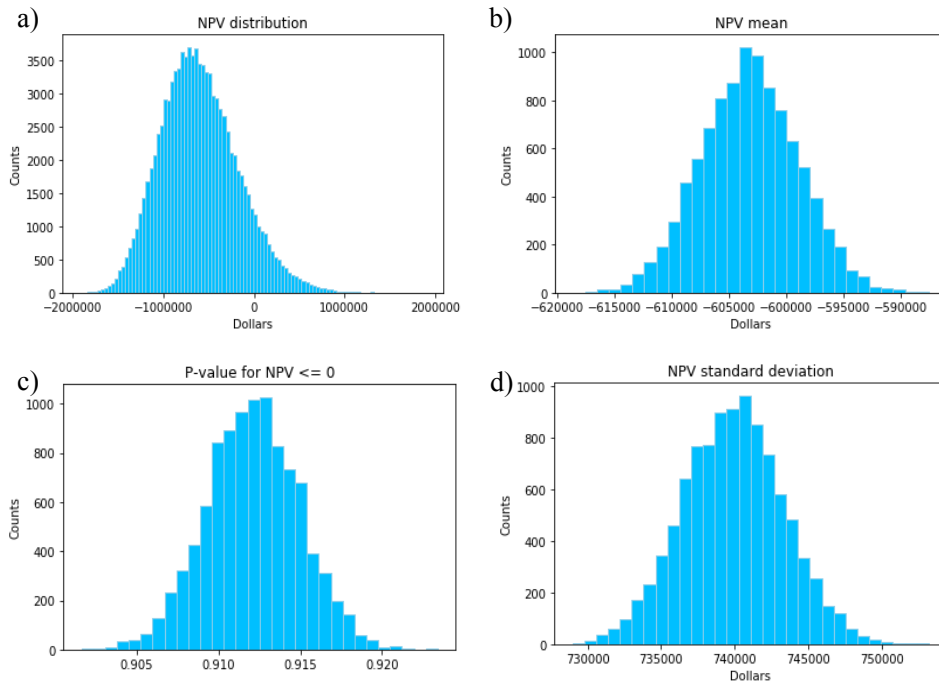 a)
NPV distribution
Counts
3500
3000
2500
2000
1500
1000
500
0
−2000000 −1000000 0 1000000 2000000
Dollars
b)
NPV mean
Counts
1000
800
600
400
200
0
−620000 −615000 −610000 −605000 −600000 −595000 −590000
Dollars
c)
P-value for NPV <= 0
Counts
1000
800
600
400
200
0
0.905 0.910 0.915 0.920
d)
NPV standard deviation
Counts
1000
800
600
400
200
0
730000 735000 740000 745000 750000
Dollars